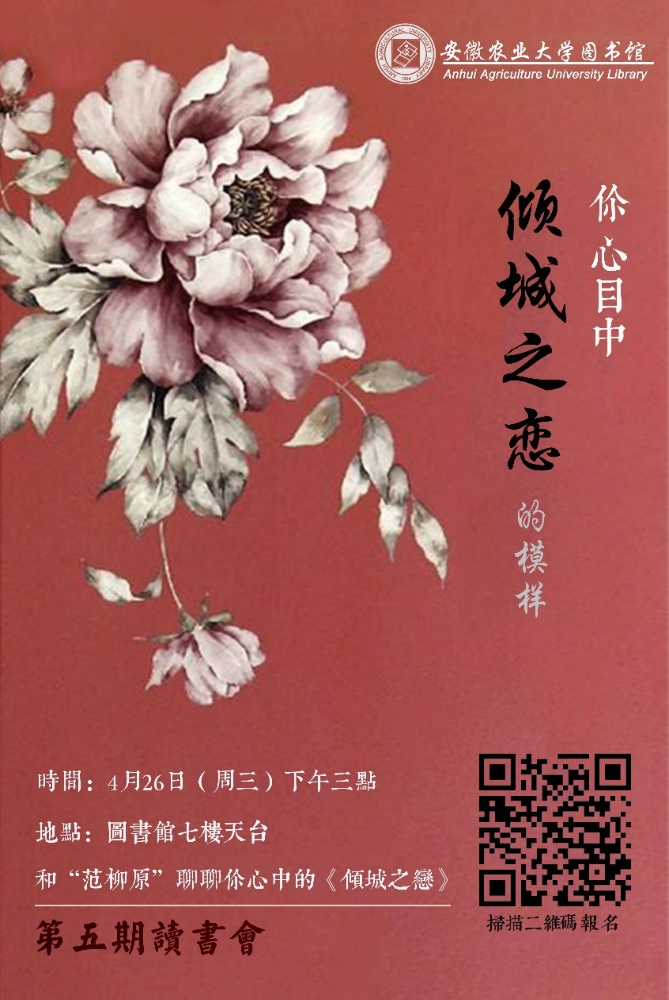 安徽农业大学图书馆
Anhui Agriculture University Library
你心目中
倾城之恋
的模样
時間：4月26日（周三）下午三點
地點：圖書館七樓天台
和“范柳原”聊聊你心中的《傾城之戀》
第五期讀書會
掃描二維碼報名